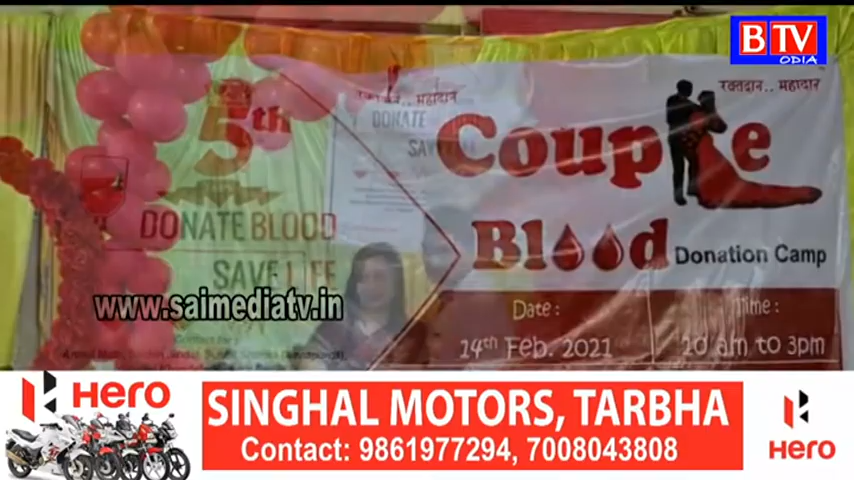 BTV
ODIA
रक्तदान.. महादान
5th
Couple
DONATE BLOOD
SAVE LIFE
Blood Donation Camp
www.saimediatv.in
Date: Time:
14th Feb. 2021 10 am to 3pm
Hero
SINGHAL MOTORS, TARBHA
Contact: 9861977294, 7008043808
Hero